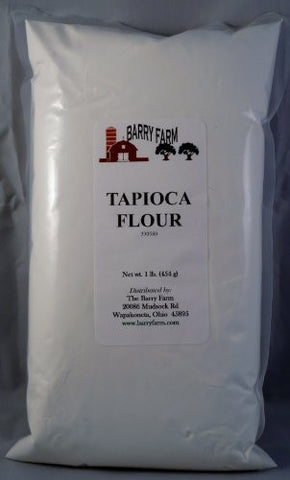 BARRY FARM
TAPIOCA
FLOUR
Net wt. 1 lb. (454 g)
Distributed by:
The Barry Farm
20086 Mudsock Rd
Wapakoneta, Ohio 45895
www.barryfarm.com